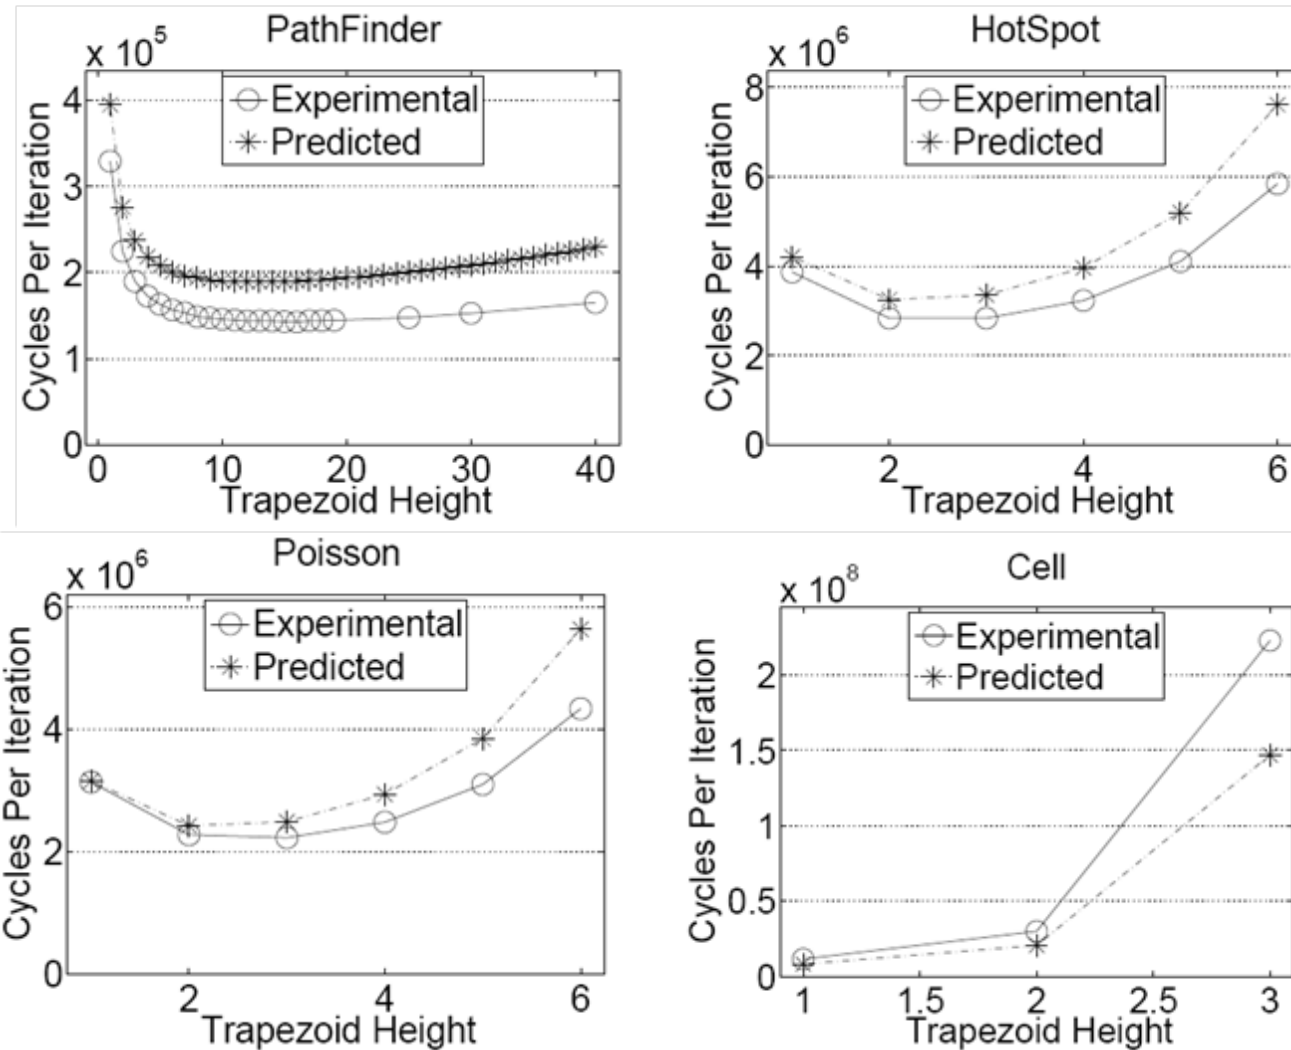 PathFinder
x 10^5
Experimental
Predicted
4
3
2
1
0
Cycles Per Iteration
0 10 20 30 40
Trapezoid Height
HotSpot
x 10^6
Experimental
Predicted
8
6
4
2
0
Cycles Per Iteration
2 4 6
Trapezoid Height
Poisson
x 10^6
Experimental
Predicted
6
4
2
0
Cycles Per Iteration
2 4 6
Trapezoid Height
Cell
x 10^8
Experimental
Predicted
2
1.5
1
0.5
0
Cycles Per Iteration
1 1.5 2 2.5 3
Trapezoid Height